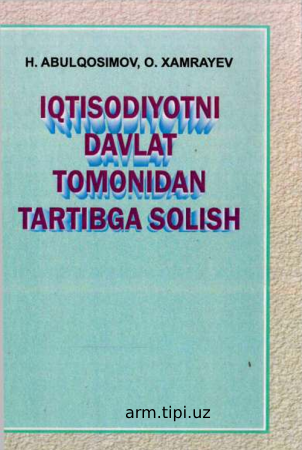 H. ABULQOSIMOV, O. XAMRAYEV
IQTISODIYOTNI
DAVLAT
TOMONIDAN
TARTIBGA SOLISH
arm.tipi.uz